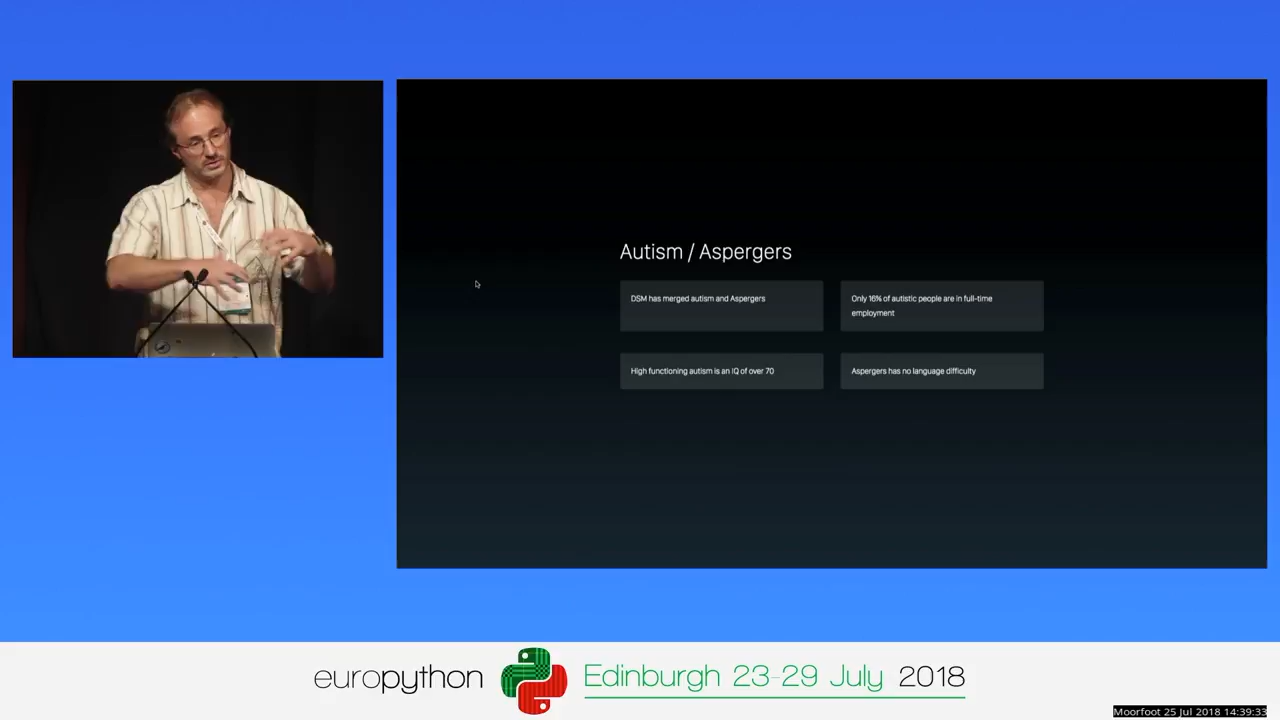 Autism / Aspergers
DSM has merged autism and Aspergers
Only 16% of autistic people are in full-time
employment
High functioning autism is an IQ of over 70
Aspergers has no language difficulty
europython
Edinburgh 23-29 July 2018
Moorfoot 25 Jul 2018 14:39:33